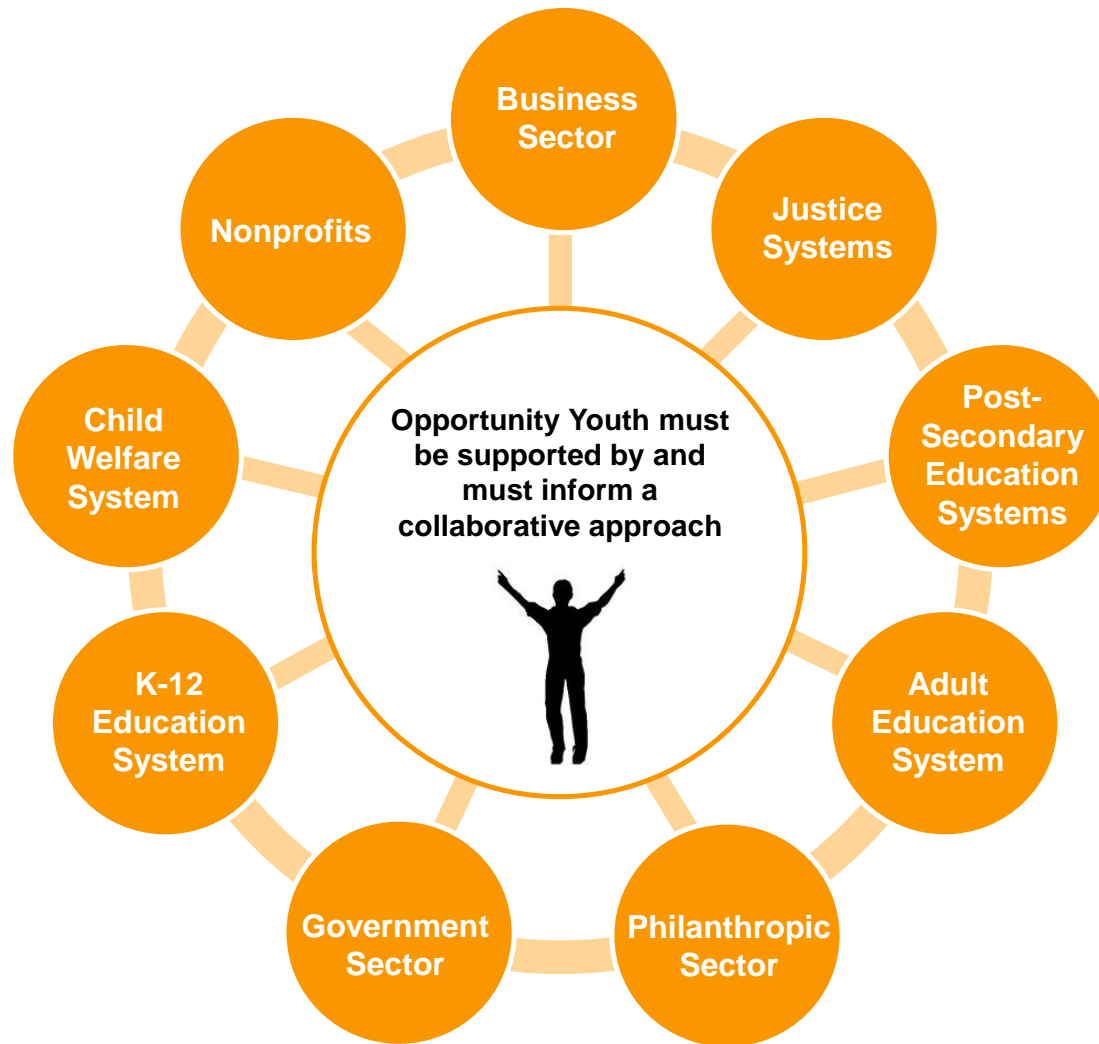 Business
Sector
Justice
Systems
Post-
Secondary
Education
Systems
Adult
Education
System
Philanthropic
Sector
Government
Sector
K-12
Education
System
Child
Welfare
System
Nonprofits
Opportunity Youth must
be supported by and
must inform a
collaborative approach